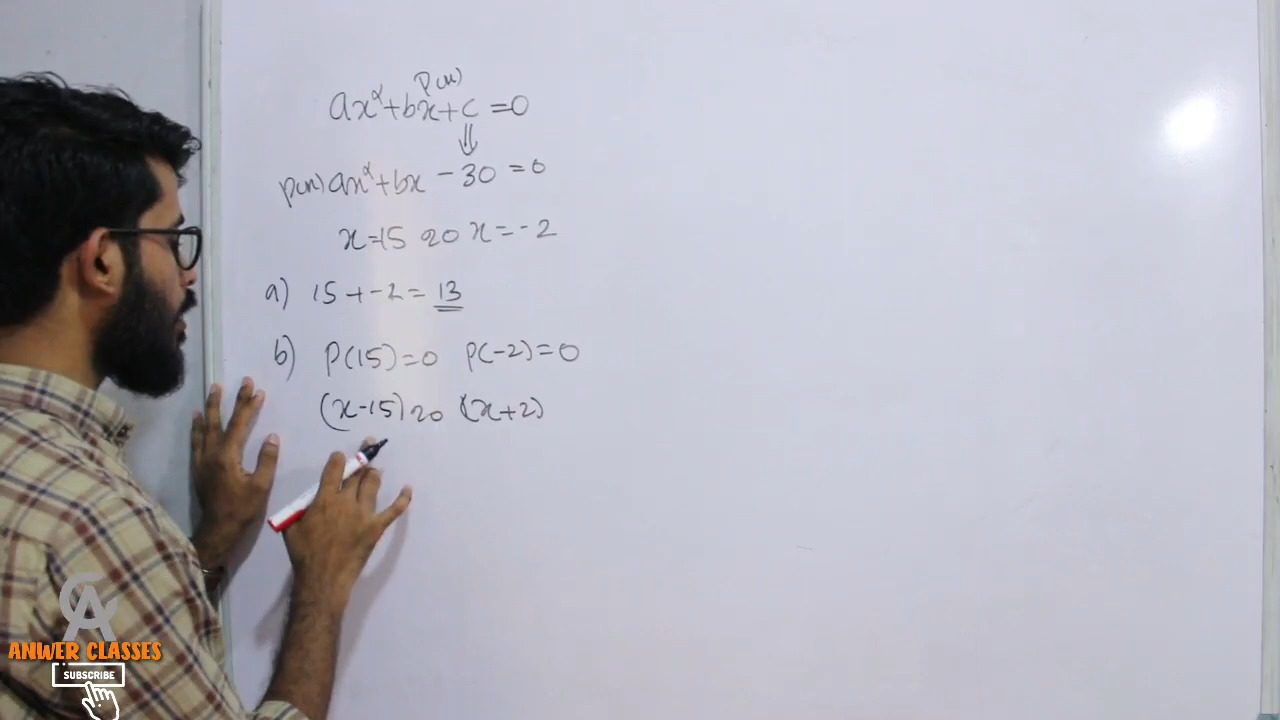 P(x)
ax²+bx+c =0
⇓
p(x) ax²+bx - 30 =0
x=15 or x=-2
a) 15 + -2 = 13
b) P(15)=0 P(-2)=0
(x-15) or (x+2)
CA
ANWER CLASSES
SUBSCRIBE